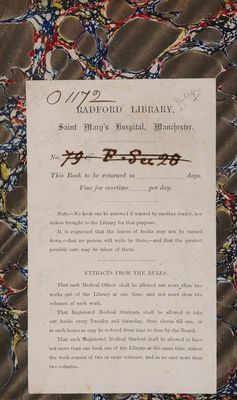 O 1172
RADFORD LIBRARY,
Saint Mary's Hospital, Manchester.
No. 79
This Book to be returned in days.
Fine for overtime per day.
Note.—No book can be renewed if wanted by another reader, nor
unless brought to the Library for that purpose.
It is requested that the leaves of books may not be turned
down,—that no person will write in them,—and that the greatest
possible care may be taken of them.
EXTRACTS FROM THE RULES.
That each Medical Officer shall be allowed not more than two
works out of the Library at one time, and not more than two
volumes of each work.
That Registered Medical Students shall be allowed to take
out books every Tuesday and Saturday, from eleven till one, or
at such hours as may be ordered from time to time by the Board.
That each Registered Medical Student shall be allowed to have
not more than one book out of the Library at the same time, unless
the work consist of two or more volumes, and in no case more than
two volumes.